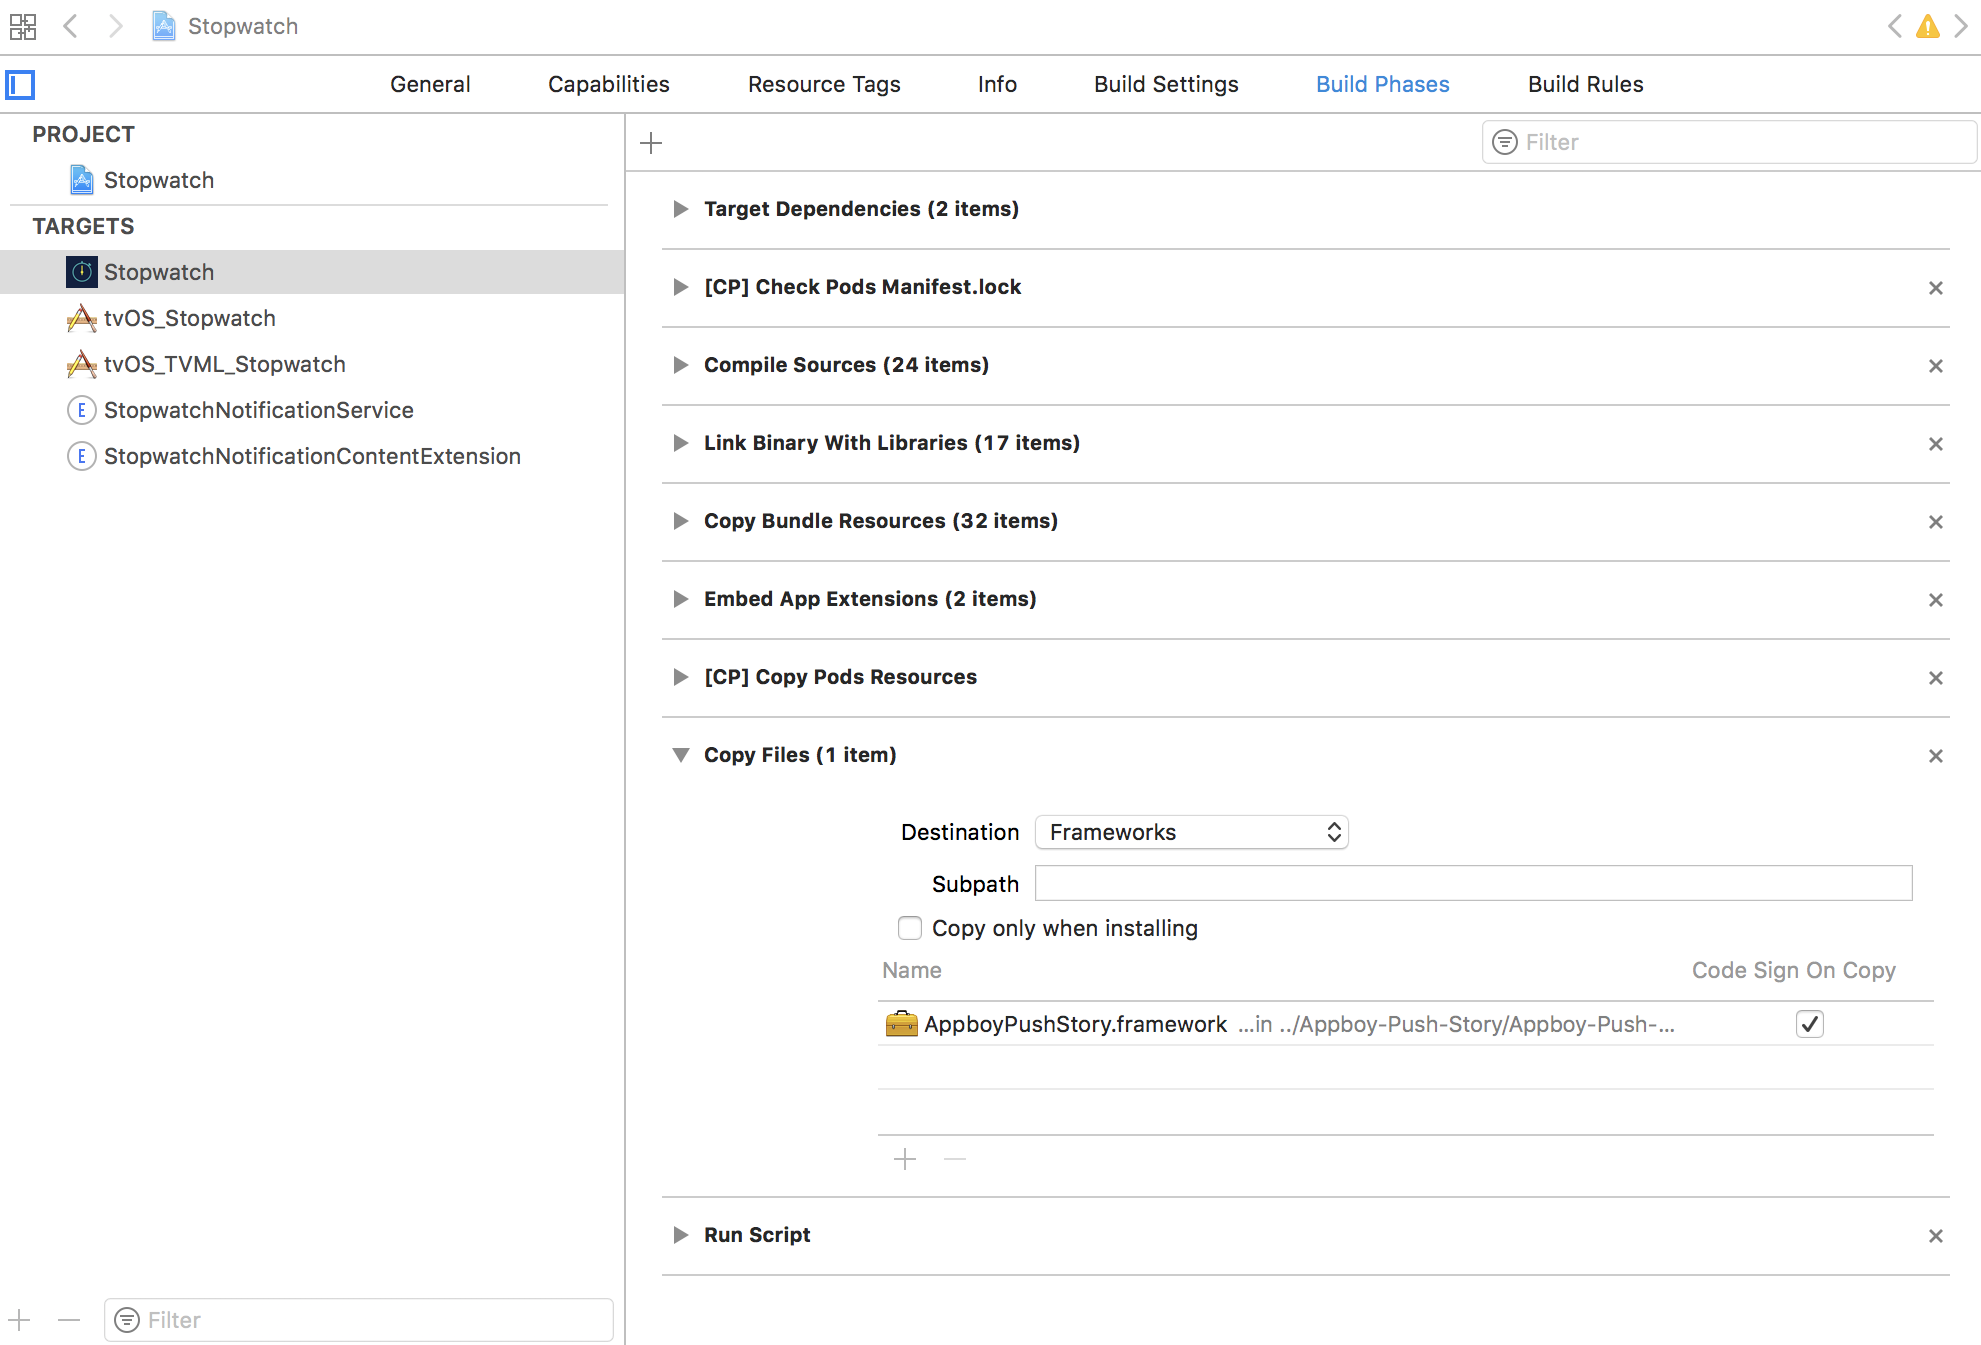 Stopwatch
General Capabilities Resource Tags Info Build Settings Build Phases Build Rules
PROJECT
Stopwatch
TARGETS
Stopwatch
tvOS_Stopwatch
tvOS_TVML_Stopwatch
E StopwatchNotificationService
E StopwatchNotificationContentExtension
Filter
Filter
Target Dependencies (2 items)
[CP] Check Pods Manifest.lock
Compile Sources (24 items)
Link Binary With Libraries (17 items)
Copy Bundle Resources (32 items)
Embed App Extensions (2 items)
[CP] Copy Pods Resources
Copy Files (1 item)
Destination Frameworks
Subpath
Copy only when installing
Name Code Sign On Copy
AppboyPushStory.framework ...in ../Appboy-Push-Story/Appboy-Push-...
Run Script